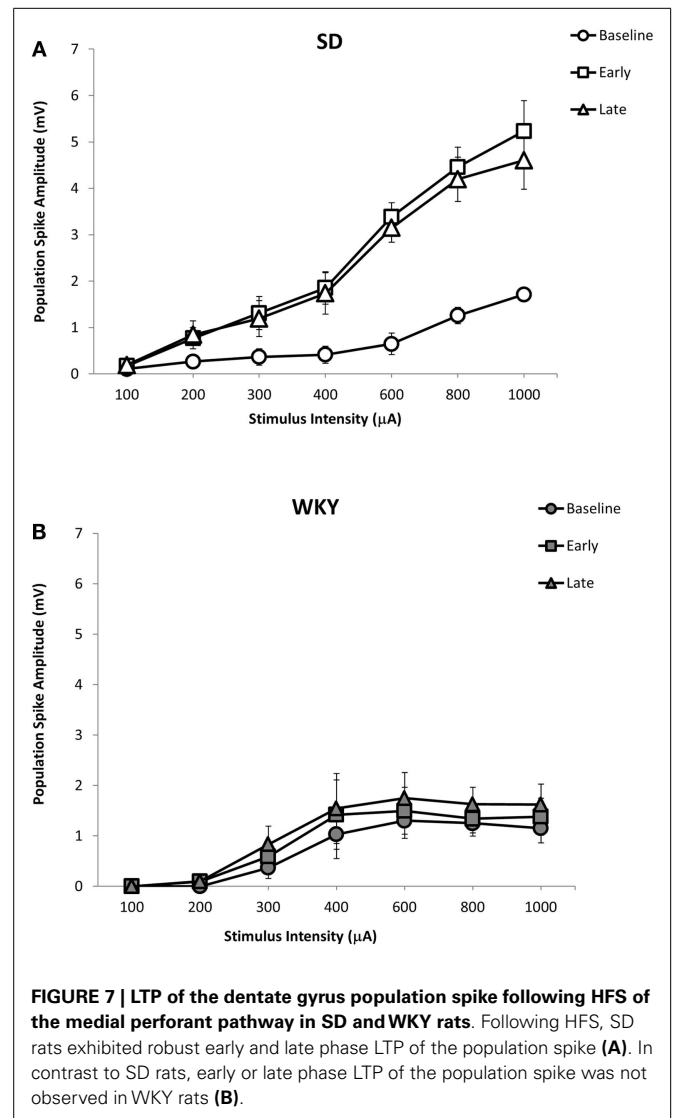 A
SD
Baseline
Early
Late
7
6
5
4
3
2
1
0
Population Spike Amplitude (mV)
100 200 300 400 600 800 1000
Stimulus Intensity (µA)
B
WKY
Baseline
Early
Late
7
6
5
4
3
2
1
0
Population Spike Amplitude (mV)
100 200 300 400 600 800 1000
Stimulus Intensity (µA)
FIGURE 7 | LTP of the dentate gyrus population spike following HFS of
the medial perforant pathway in SD and WKY rats. Following HFS, SD
rats exhibited robust early and late phase LTP of the population spike (A). In
contrast to SD rats, early or late phase LTP of the population spike was not
observed in WKY rats (B).